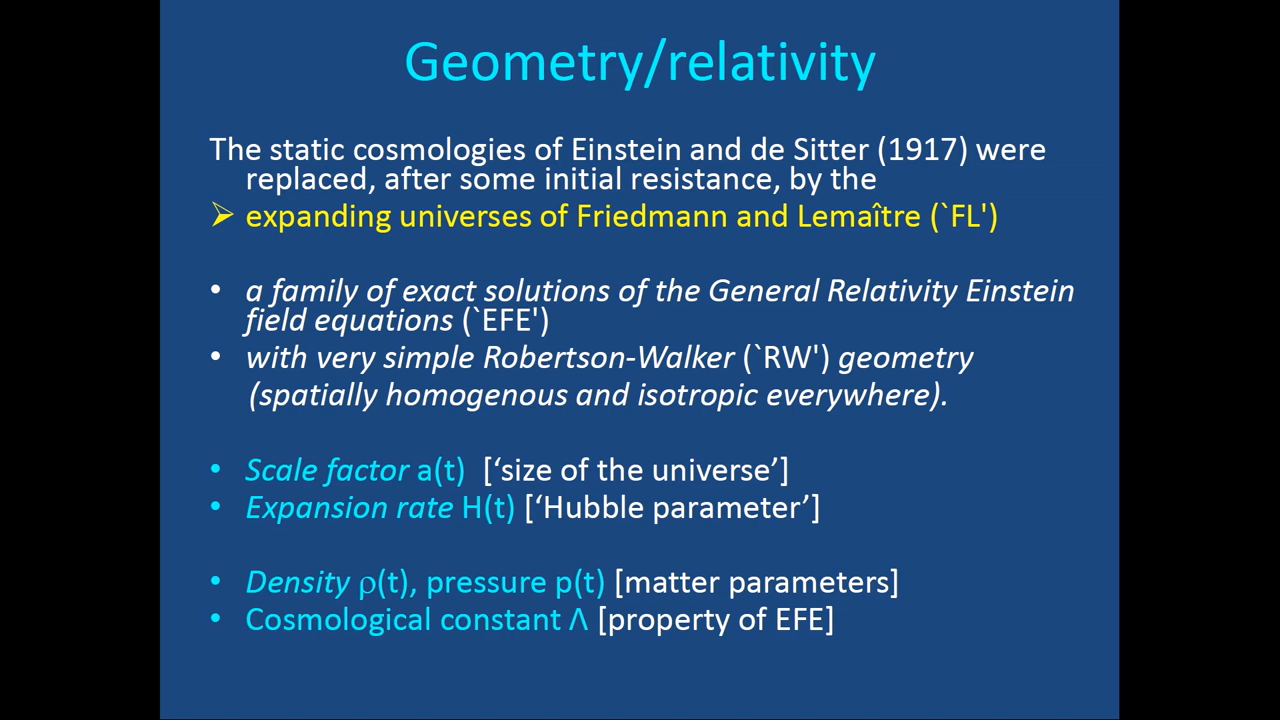 Geometry/relativity
The static cosmologies of Einstein and de Sitter (1917) were
replaced, after some initial resistance, by the
➢ expanding universes of Friedmann and Lemaître (`FL')
• a family of exact solutions of the General Relativity Einstein
field equations (`EFE')
• with very simple Robertson-Walker (`RW') geometry
(spatially homogenous and isotropic everywhere).
• Scale factor a(t) [‘size of the universe’]
• Expansion rate H(t) [‘Hubble parameter’]
• Density ρ(t), pressure p(t) [matter parameters]
• Cosmological constant Λ [property of EFE]